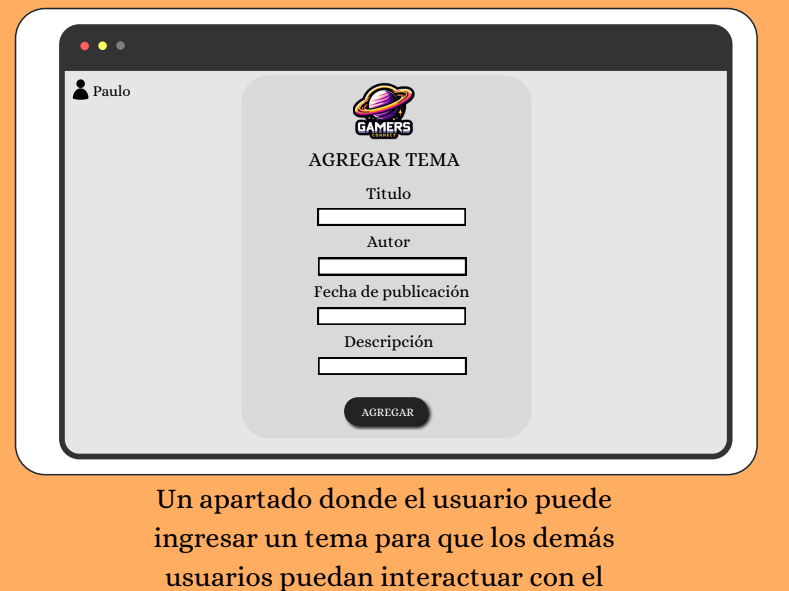 Paulo
GAMERS
CONNECT
AGREGAR TEMA
Titulo
Autor
Fecha de publicación
Descripción
AGREGAR
Un apartado donde el usuario puede
ingresar un tema para que los demás
usuarios puedan interactuar con el